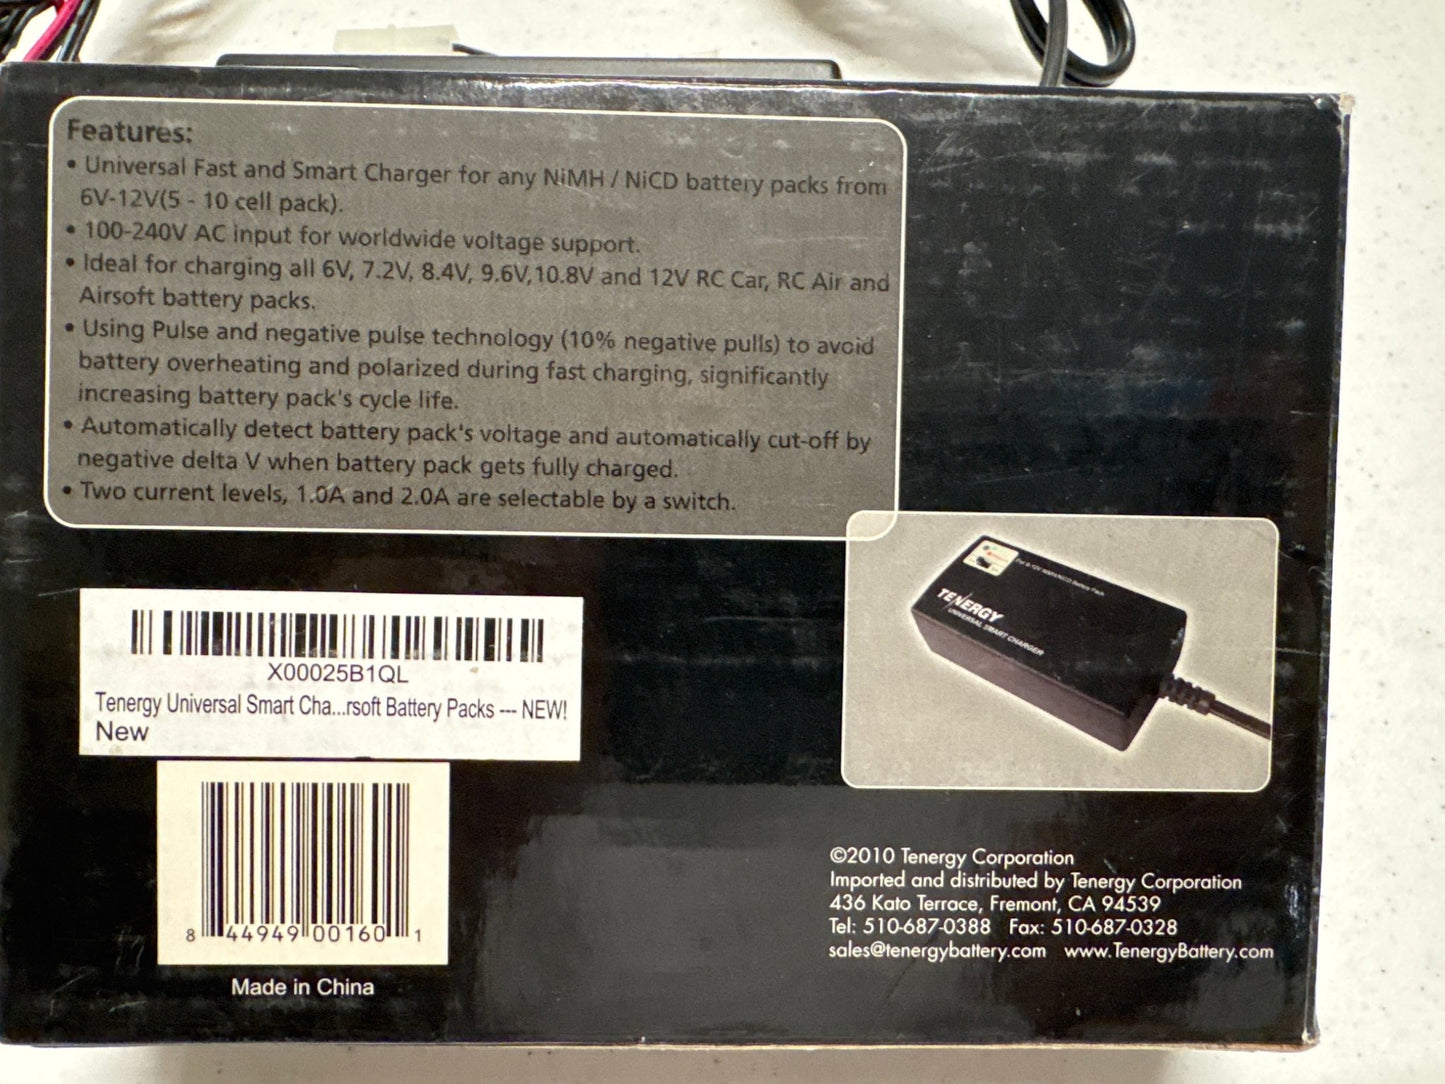 Features:
• Universal Fast and Smart Charger for any NiMH / NiCD battery packs from
6V-12V(5 - 10 cell pack).
• 100-240V AC input for worldwide voltage support.
• Ideal for charging all 6V, 7.2V, 8.4V, 9.6V,10.8V and 12V RC Car, RC Air and
Airsoft battery packs.
• Using Pulse and negative pulse technology (10% negative pulls) to avoid
battery overheating and polarized during fast charging, significantly
increasing battery pack's cycle life.
• Automatically detect battery pack's voltage and automatically cut-off by
negative delta V when battery pack gets fully charged.
• Two current levels, 1.0A and 2.0A are selectable by a switch.
X00025B1QL
Tenergy Universal Smart Cha...rsoft Battery Packs --- NEW!
New
8 44949 00160 1
Made in China
TENERGY
UNIVERSAL SMART CHARGER
©2010 Tenergy Corporation
Imported and distributed by Tenergy Corporation
436 Kato Terrace, Fremont, CA 94539
Tel: 510-687-0388 Fax: 510-687-0328
sales@tenergybattery.com www.TenergyBattery.com